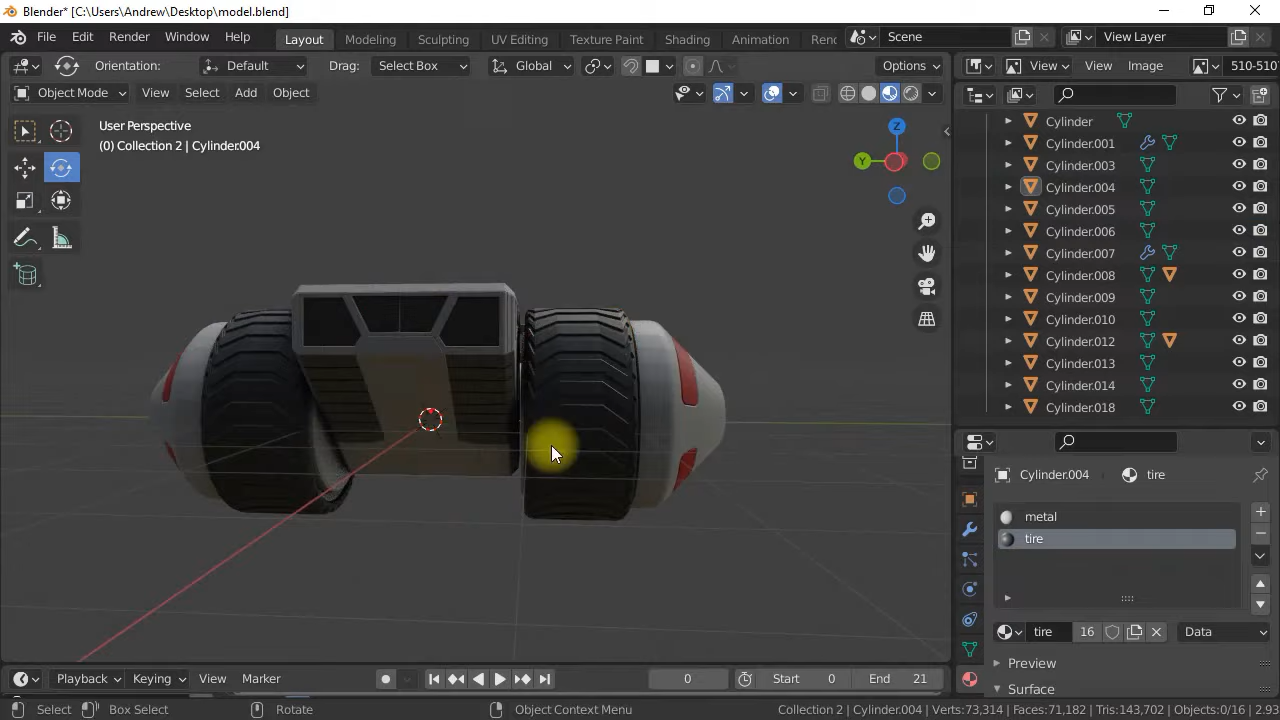 Blender* [C:\Users\Andrew\Desktop\model.blend]
File Edit Render Window Help Layout Modeling Sculpting UV Editing Texture Paint Shading Animation Scene View Layer
Orientation: Default Drag: Select Box Global Options View View Image 510-510
Object Mode View Select Add Object
User Perspective
(0) Collection 2 | Cylinder.004
Z
Y
Cylinder
Cylinder.001
Cylinder.003
Cylinder.004
Cylinder.005
Cylinder.006
Cylinder.007
Cylinder.008
Cylinder.009
Cylinder.010
Cylinder.012
Cylinder.013
Cylinder.014
Cylinder.018
Cylinder.004 tire
metal
tire
tire 16 Data
Preview
Surface
Playback Keying View Marker 0 Start 0 End 21
Select Box Select Rotate Object Context Menu Collection 2 | Cylinder.004 | Verts:73,314 | Faces:71,182 | Tris:143,702 | Objects:0/16 | 2.93